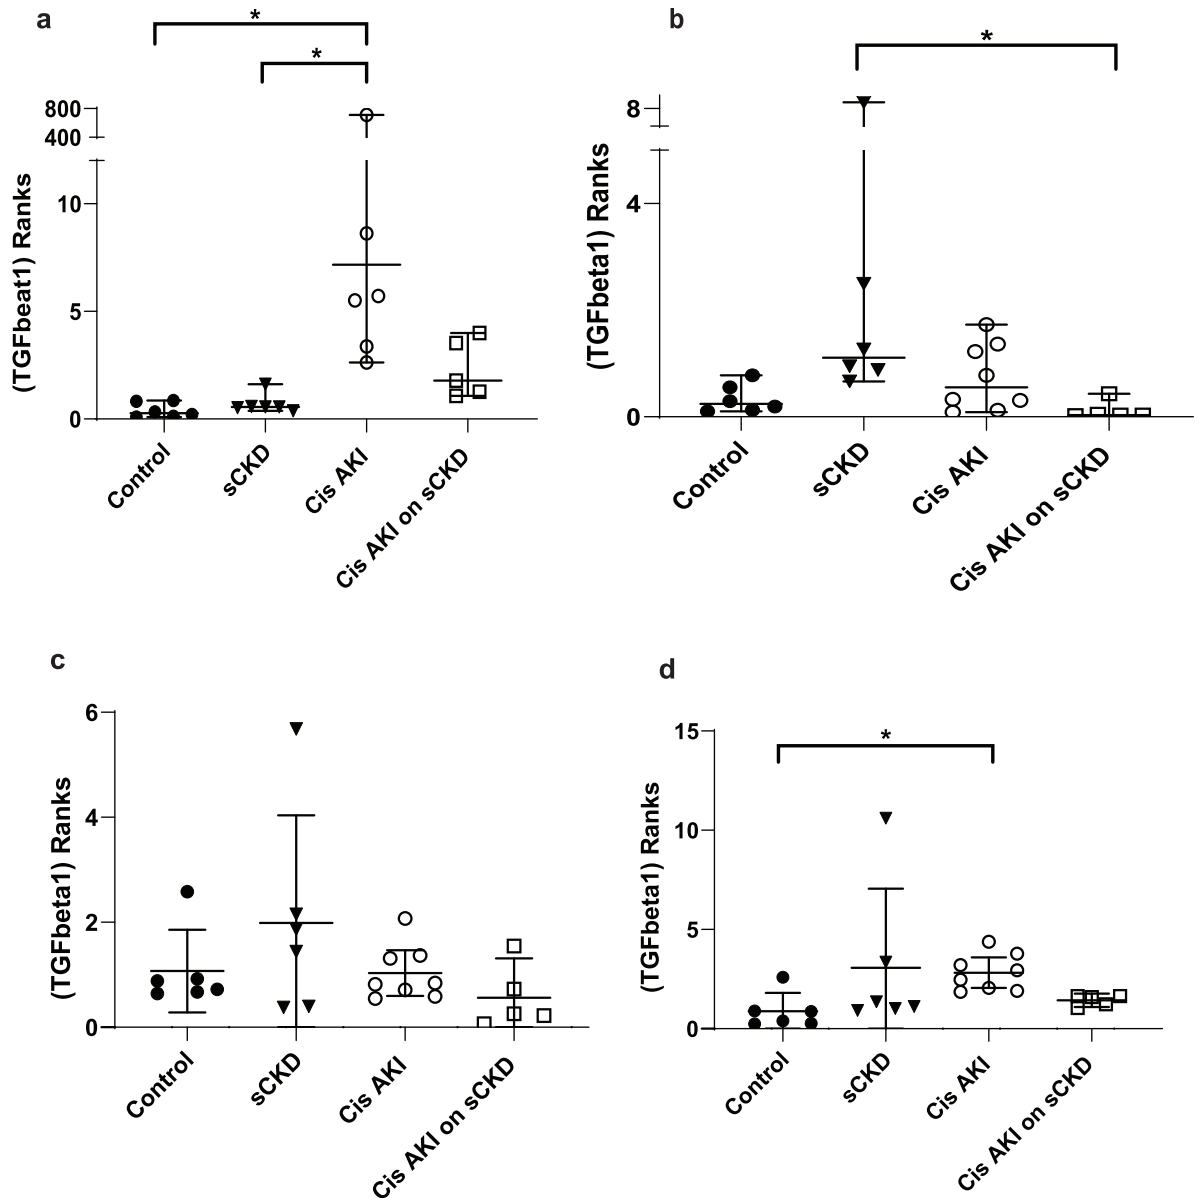 a
*
*
800
400
10
5
0
(TGFbeat1) Ranks
Control
sCKD
Cis AKI
Cis AKI on sCKD
b
*
8
4
0
(TGFbeta1) Ranks
Control
sCKD
Cis AKI
Cis AKI on sCKD
c
6
4
2
0
(TGFbeta1) Ranks
Control
sCKD
Cis AKI
Cis AKI on sCKD
d
*
15
10
5
0
(TGFbeta1) Ranks
Control
sCKD
Cis AKI
Cis AKI on sCKD